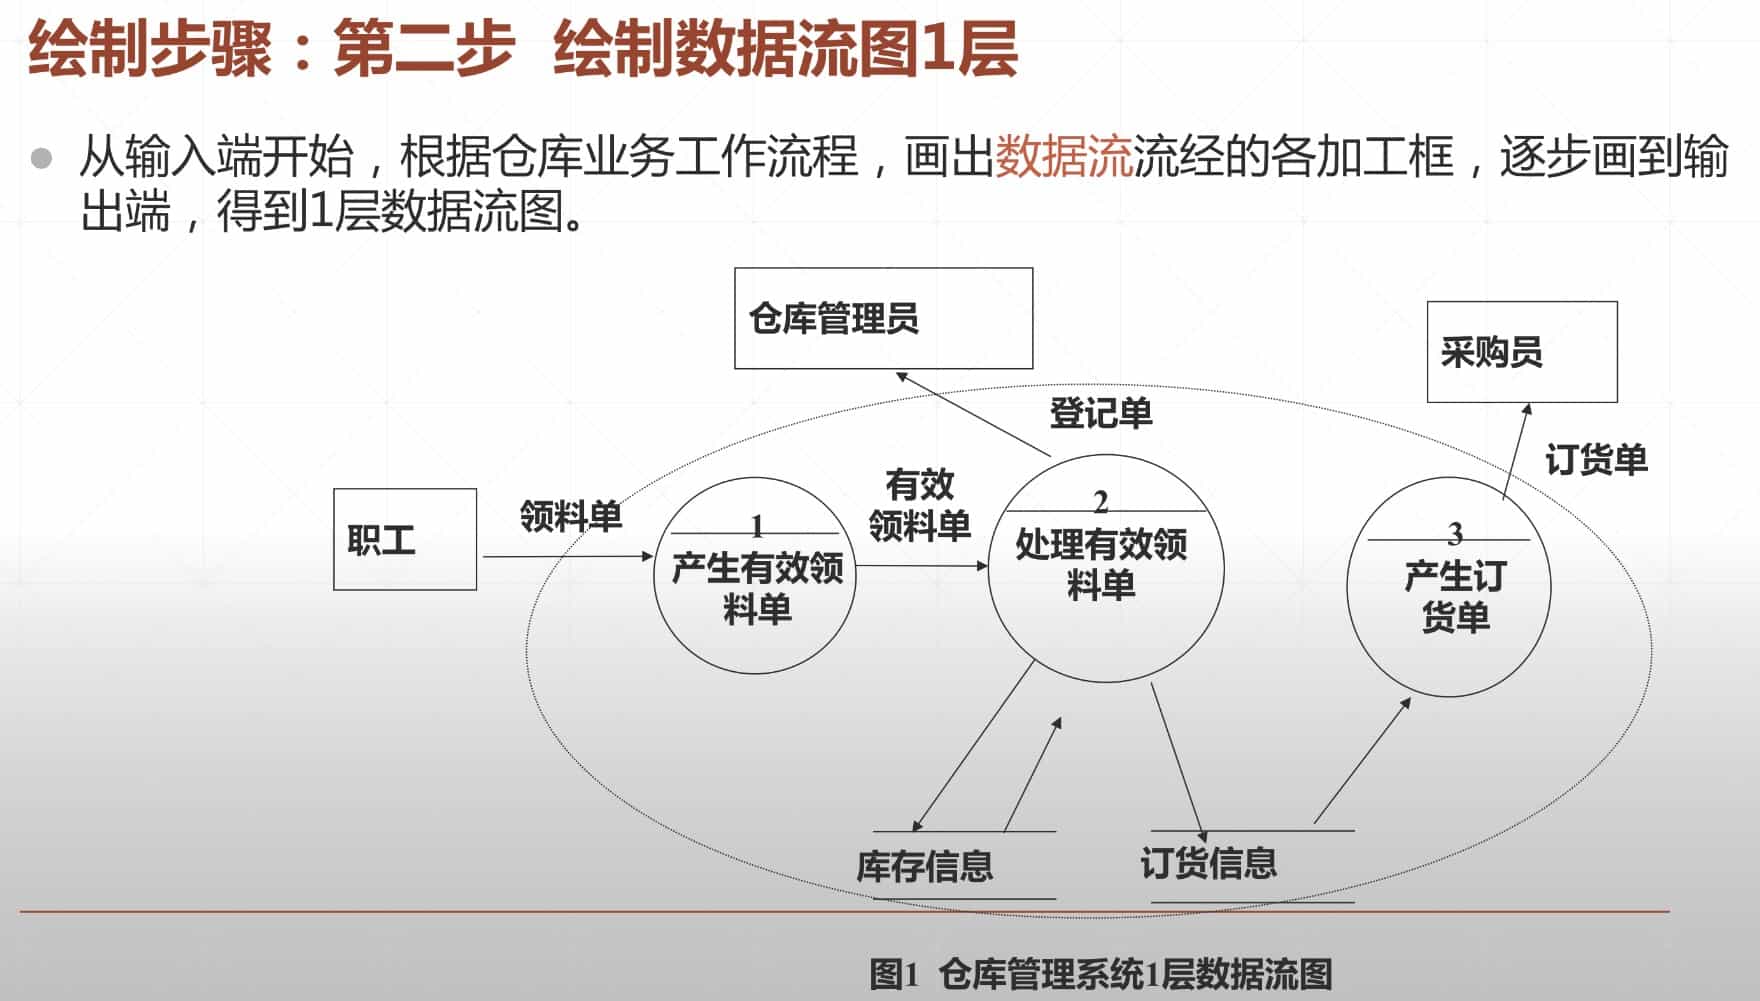 绘制步骤：第二步 绘制数据流图1层
从输入端开始，根据仓库业务工作流程，画出数据流流经的各加工框，逐步画到输
出端，得到1层数据流图。
仓库管理员
采购员
登记单
订货单
有效
领料单
职工
领料单
1
产生有效领
料单
2
处理有效领
料单
3
产生订
货单
库存信息
订货信息
图1 仓库管理系统1层数据流图